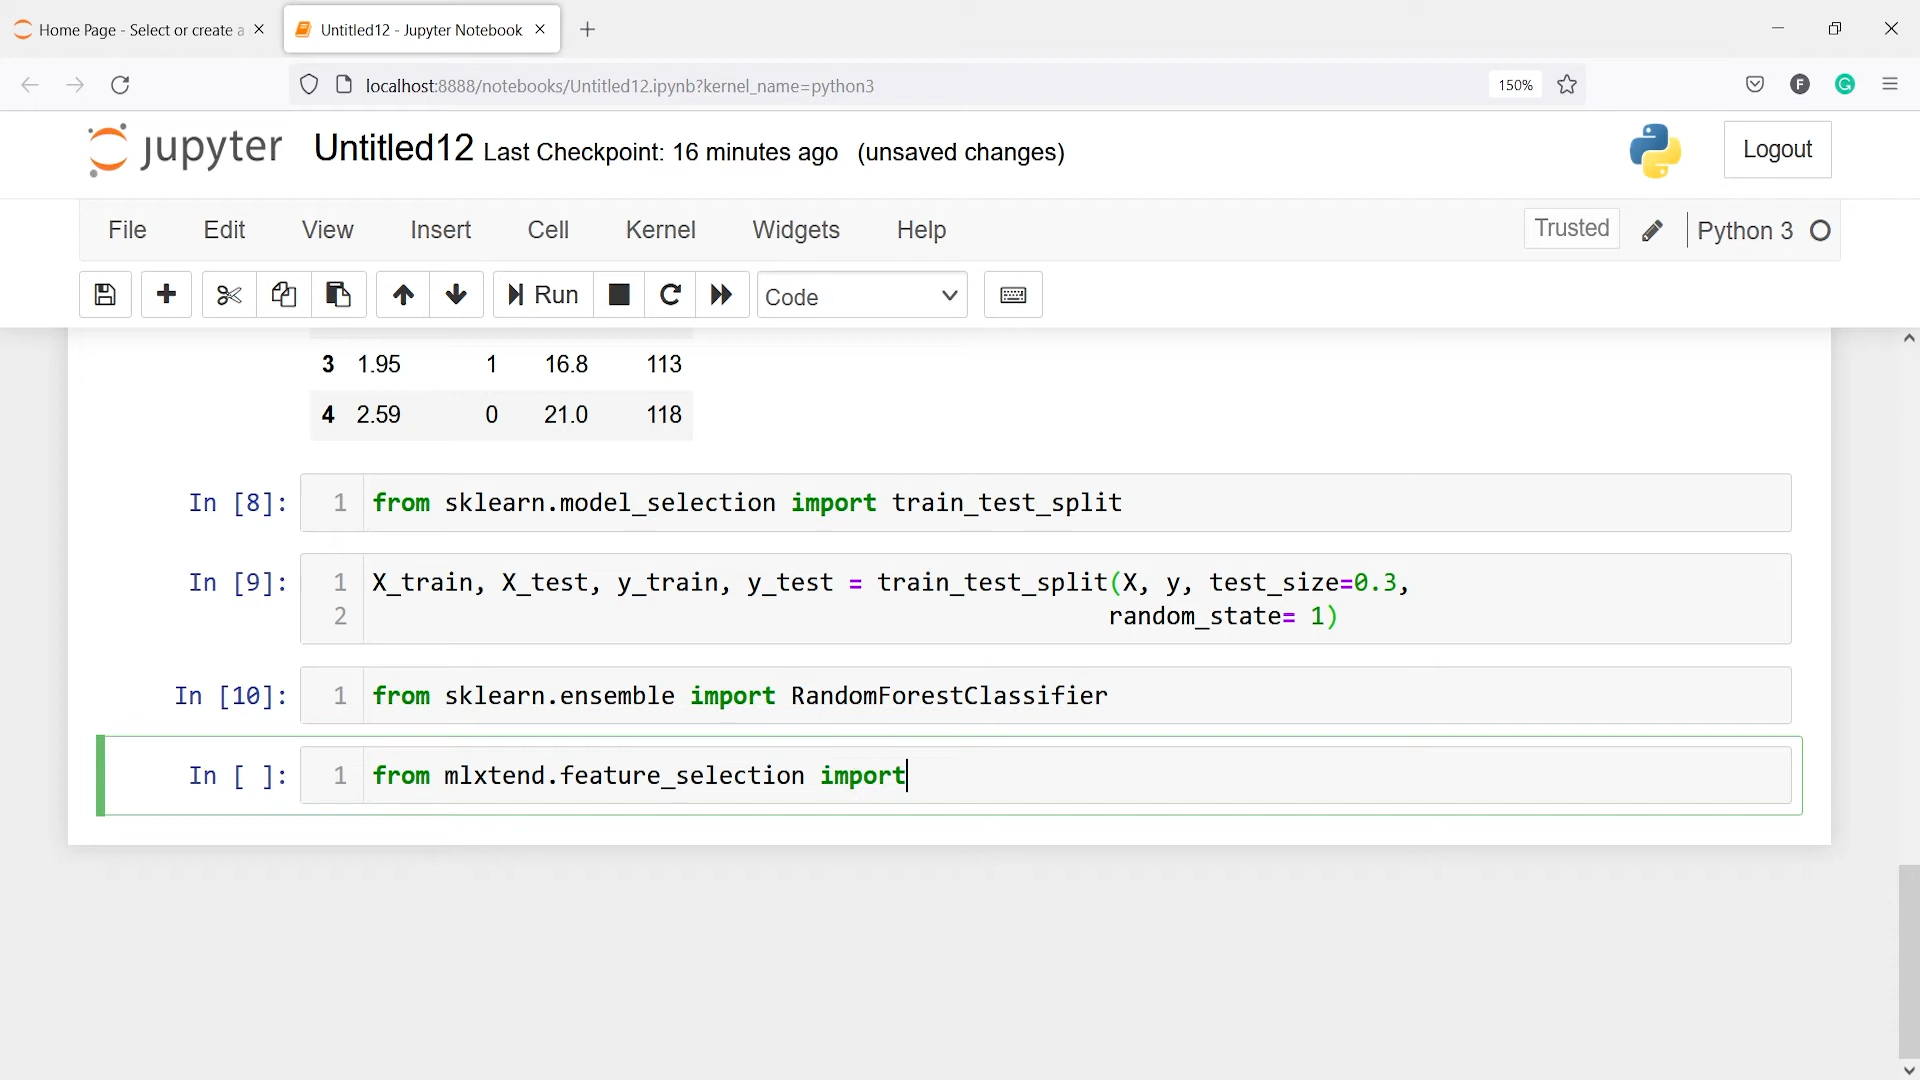 Home Page - Select or create a
Untitled12 - Jupyter Notebook
localhost:8888/notebooks/Untitled12.ipynb?kernel_name=python3
150%
F
G
jupyter Untitled12 Last Checkpoint: 16 minutes ago (unsaved changes)
Logout
File Edit View Insert Cell Kernel Widgets Help
Trusted
Python 3
Run
Code
3 1.95 1 16.8 113
4 2.59 0 21.0 118
In [8]: 1 from sklearn.model_selection import train_test_split
In [9]: 1 X_train, X_test, y_train, y_test = train_test_split(X, y, test_size=0.3,
2 random_state= 1)
In [10]: 1 from sklearn.ensemble import RandomForestClassifier
In [ ]: 1 from mlxtend.feature_selection import